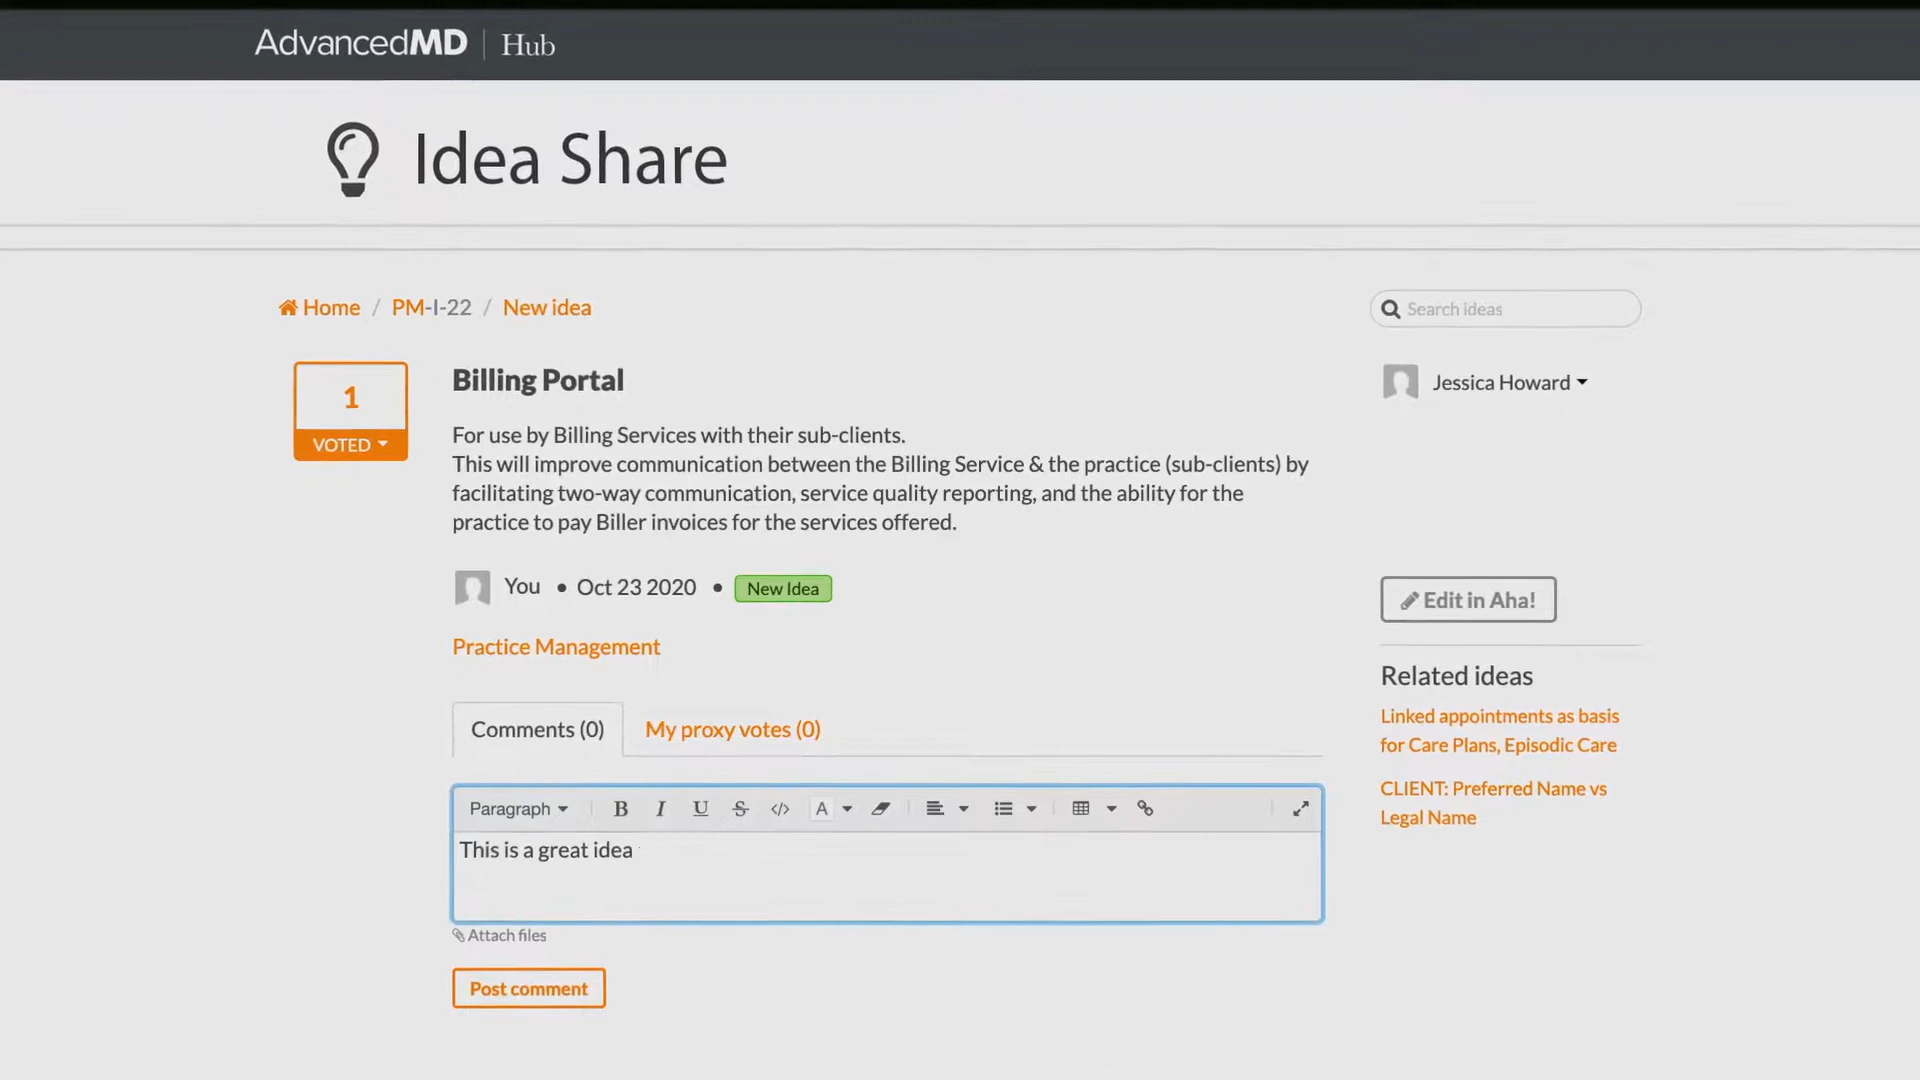 AdvancedMD | Hub
Idea Share
Home / PM-I-22 / New idea
Search ideas
1
VOTED
Billing Portal
Jessica Howard
For use by Billing Services with their sub-clients.
This will improve communication between the Billing Service & the practice (sub-clients) by
facilitating two-way communication, service quality reporting, and the ability for the
practice to pay Biller invoices for the services offered.
You • Oct 23 2020 • New Idea
Edit in Aha!
Practice Management
Related ideas
Linked appointments as basis
for Care Plans, Episodic Care
CLIENT: Preferred Name vs
Legal Name
Comments (0) My proxy votes (0)
Paragraph B I U S </> A
This is a great idea
Attach files
Post comment